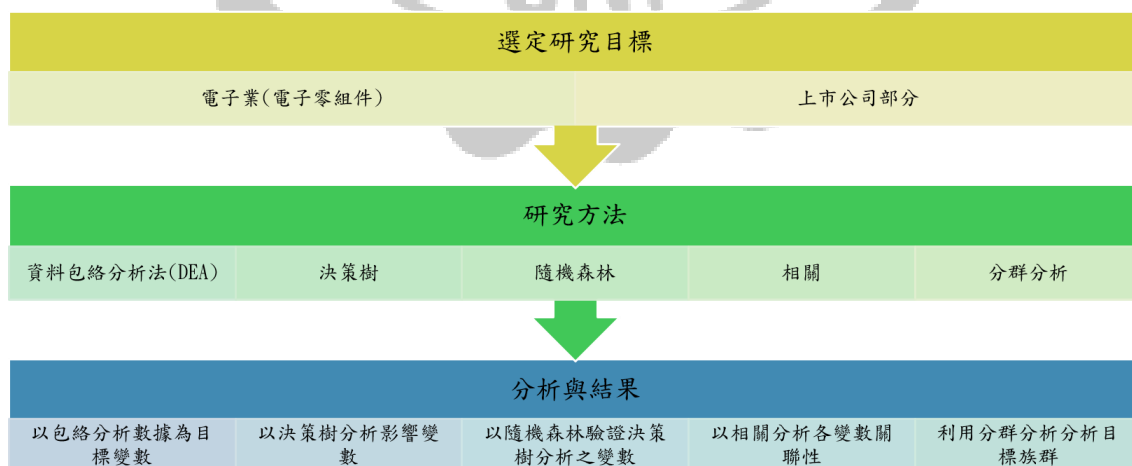 選定研究目標
電子業(電子零組件)
上市公司部分
研究方法
資料包絡分析法(DEA)
決策樹
隨機森林
相關
分群分析
分析與結果
以包絡分析數據為目
標變數
以決策樹分析影響變
數
以隨機森林驗證決策
樹分析之變數
以相關分析各變數關
聯性
利用分群分析分析目
標族群